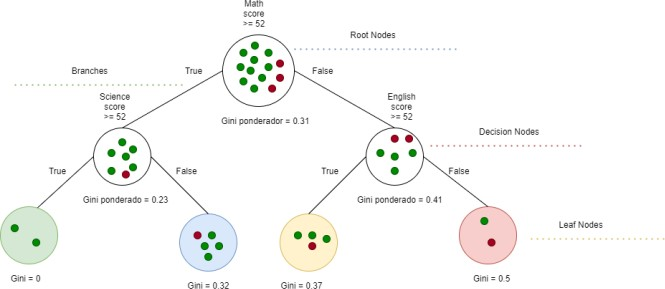 Math
score
>= 52
Root Nodes
Branches
True
False
Science
score
>= 52
Gini ponderador = 0.31
English
score
>= 52
Decision Nodes
True
False
True
False
Gini ponderado = 0.23
Gini ponderado = 0.41
Leaf Nodes
Gini = 0
Gini = 0.32
Gini = 0.37
Gini = 0.5